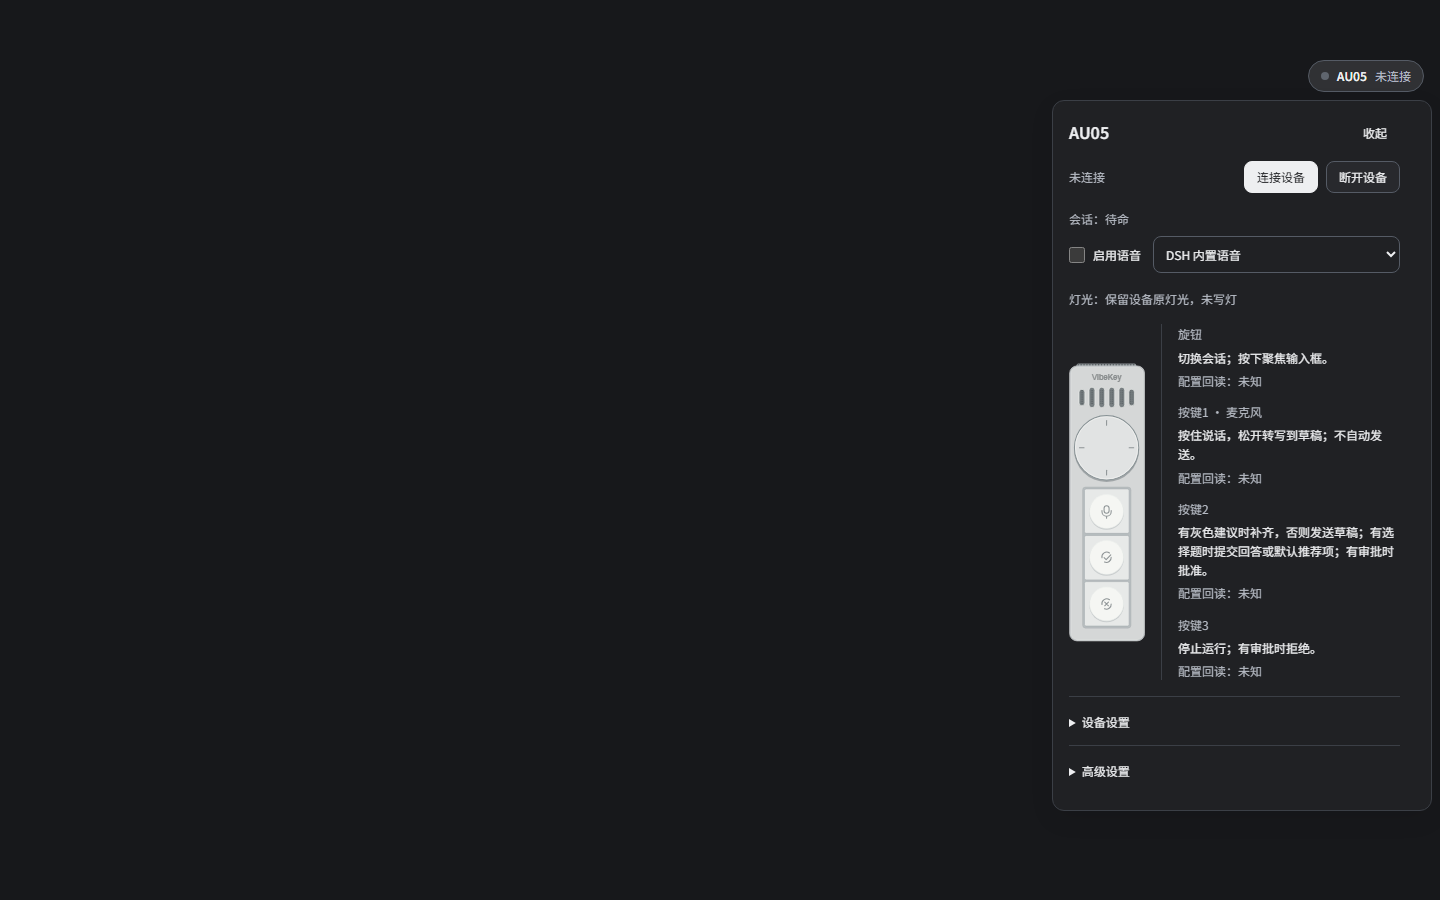 AU05 未连接
AU05
收起
未连接
连接设备
断开设备
会话：待命
启用语音
DSH 内置语音
灯光：保留设备原灯光，未写灯
VibeKey
旋钮
切换会话；按下聚焦输入框。
配置回读：未知
按键1 · 麦克风
按住说话，松开转写到草稿；不自动发
送。
配置回读：未知
按键2
有灰色建议时补齐，否则发送草稿；有选
择题时提交回答或默认推荐项；有审批时
批准。
配置回读：未知
按键3
停止运行；有审批时拒绝。
配置回读：未知
设备设置
高级设置